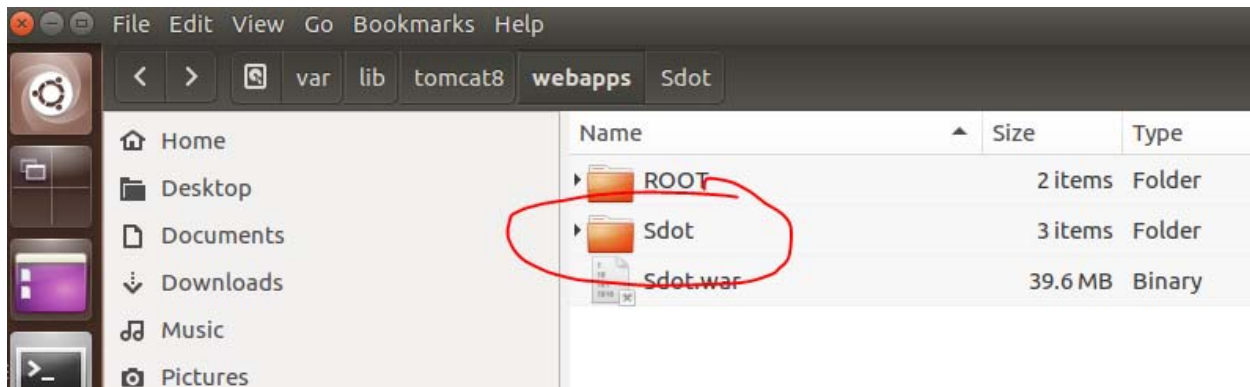 File Edit View Go Bookmarks Help
var lib tomcat8 webapps Sdot
Name Size Type
Home
ROOT 2 items Folder
Desktop
Sdot 3 items Folder
Documents
Sdot.war 39.6 MB Binary
Downloads
Music
Pictures